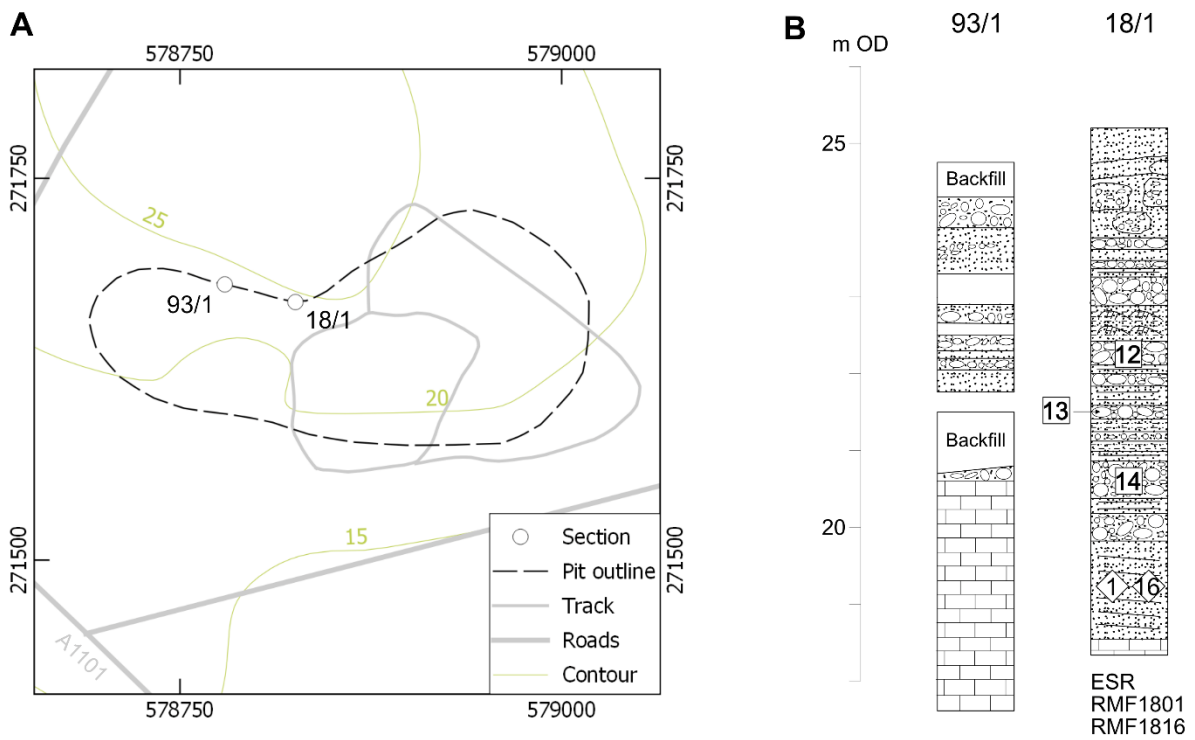 A
578750
579000
271750
271750
25
93/1
18/1
20
271500
271500
15
A1101
Section
Pit outline
Track
Roads
Contour
578750
579000
B
93/1
18/1
m OD
25
20
Backfill
Backfill
12
13
14
1
16
ESR
RMF1801
RMF1816